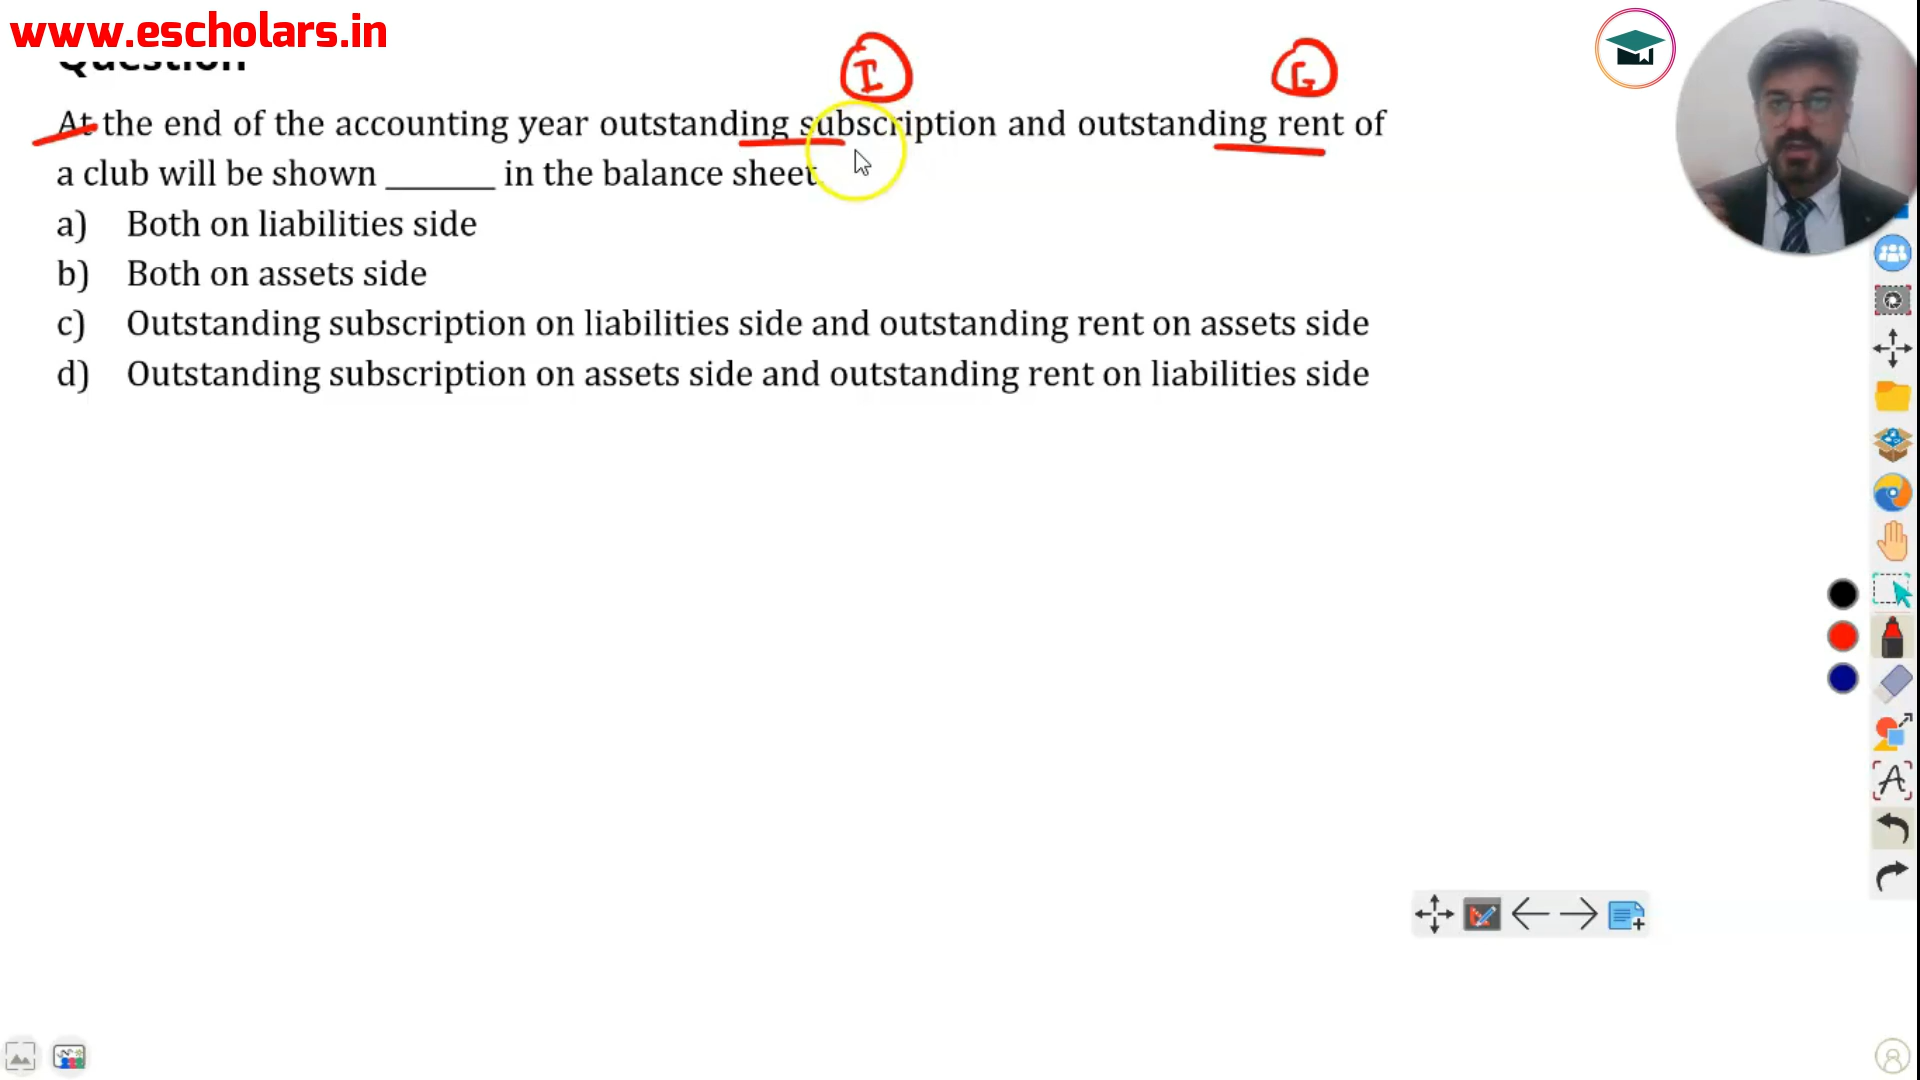 www.escholars.in
Question
I
G
At the end of the accounting year outstanding subscription and outstanding rent of
a club will be shown _______ in the balance sheet
a) Both on liabilities side
b) Both on assets side
c) Outstanding subscription on liabilities side and outstanding rent on assets side
d) Outstanding subscription on assets side and outstanding rent on liabilities side